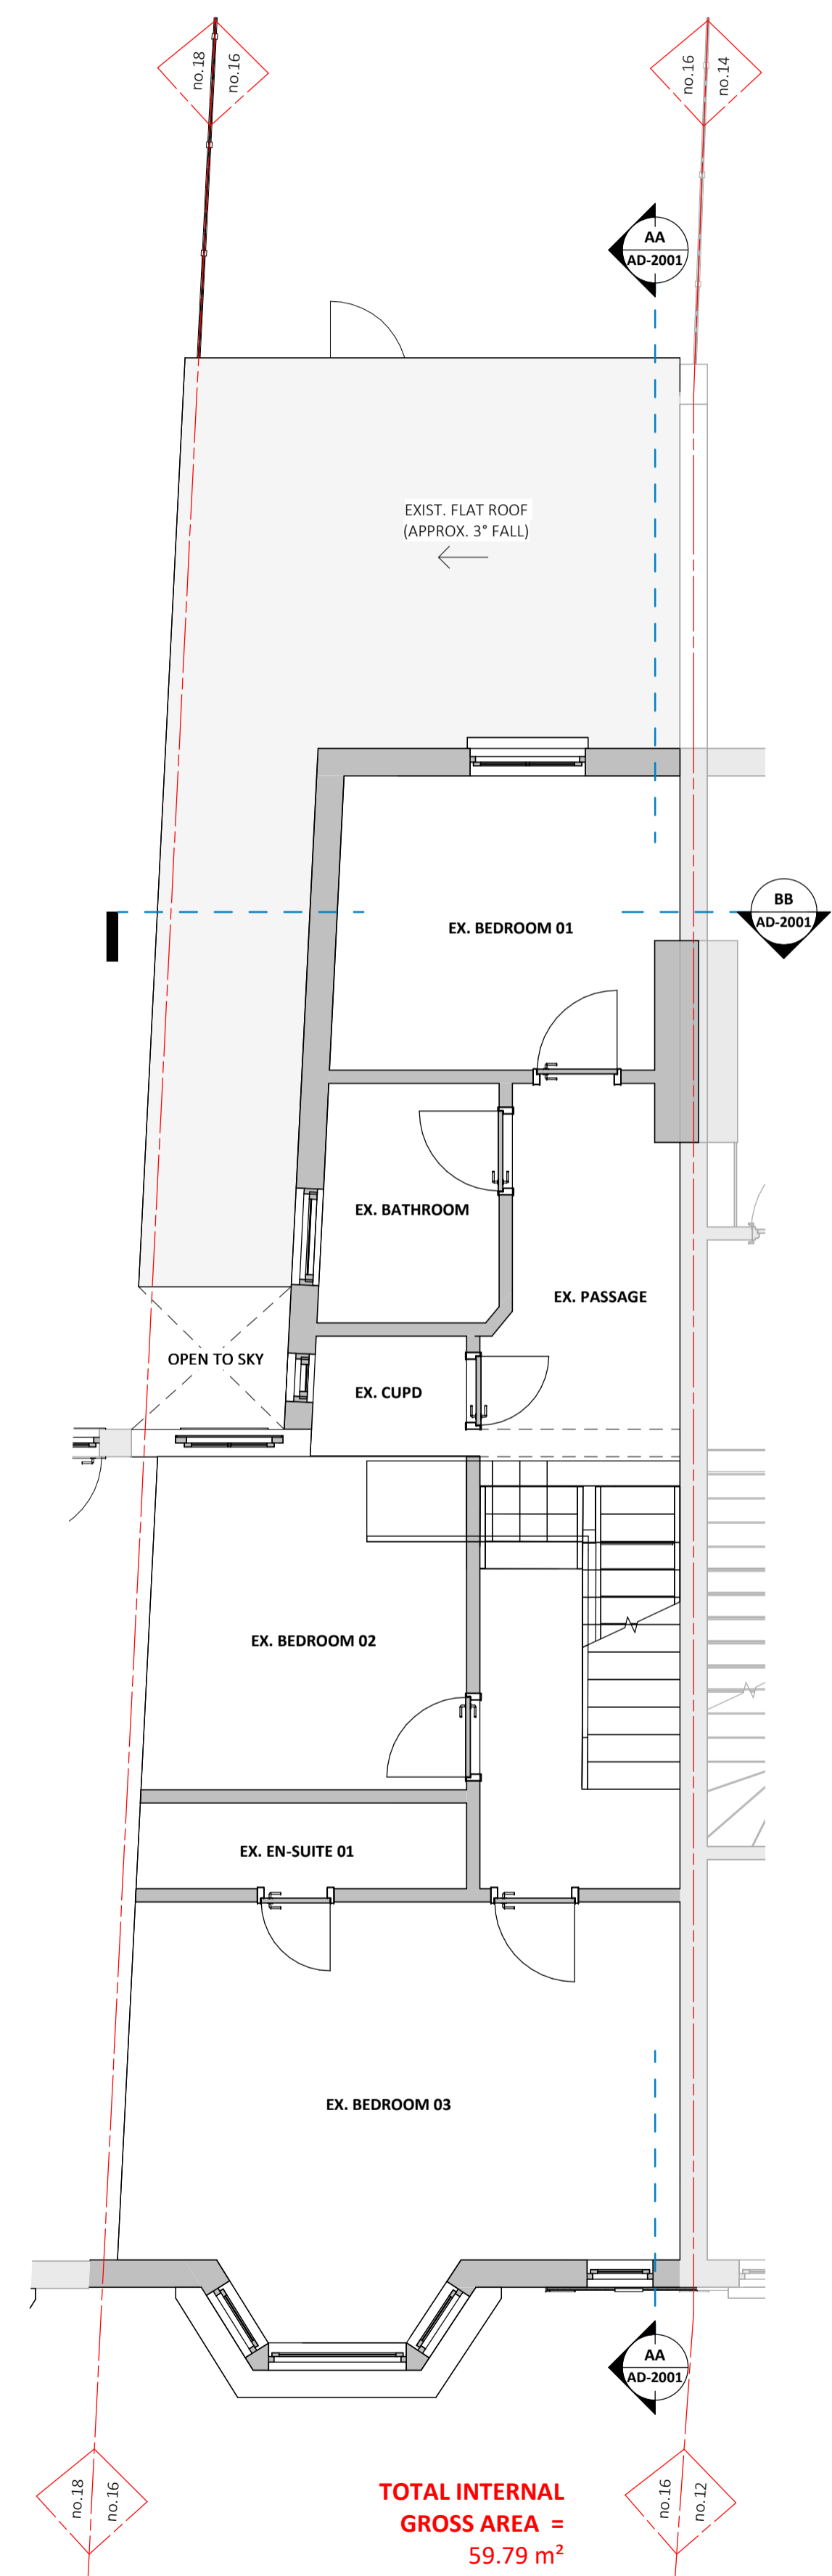 no.18
no.16
no.16
no.14
AA
AD-2001
EXIST. FLAT ROOF
(APPROX. 3° FALL)
BB
AD-2001
EX. BEDROOM 01
EX. BATHROOM
EX. PASSAGE
OPEN TO SKY
EX. CUPD
EX. BEDROOM 02
EX. EN-SUITE 01
EX. BEDROOM 03
AA
AD-2001
no.18
no.16
no.16
no.12
TOTAL INTERNAL
GROSS AREA =
59.79 m²